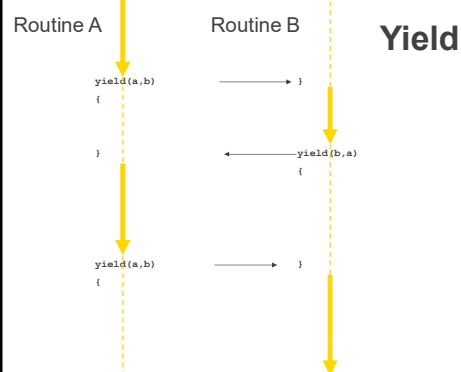 Routine A
Routine B
Yield
yield(a,b)
}
{
}
yield(b,a)
{
yield(a,b)
}
{